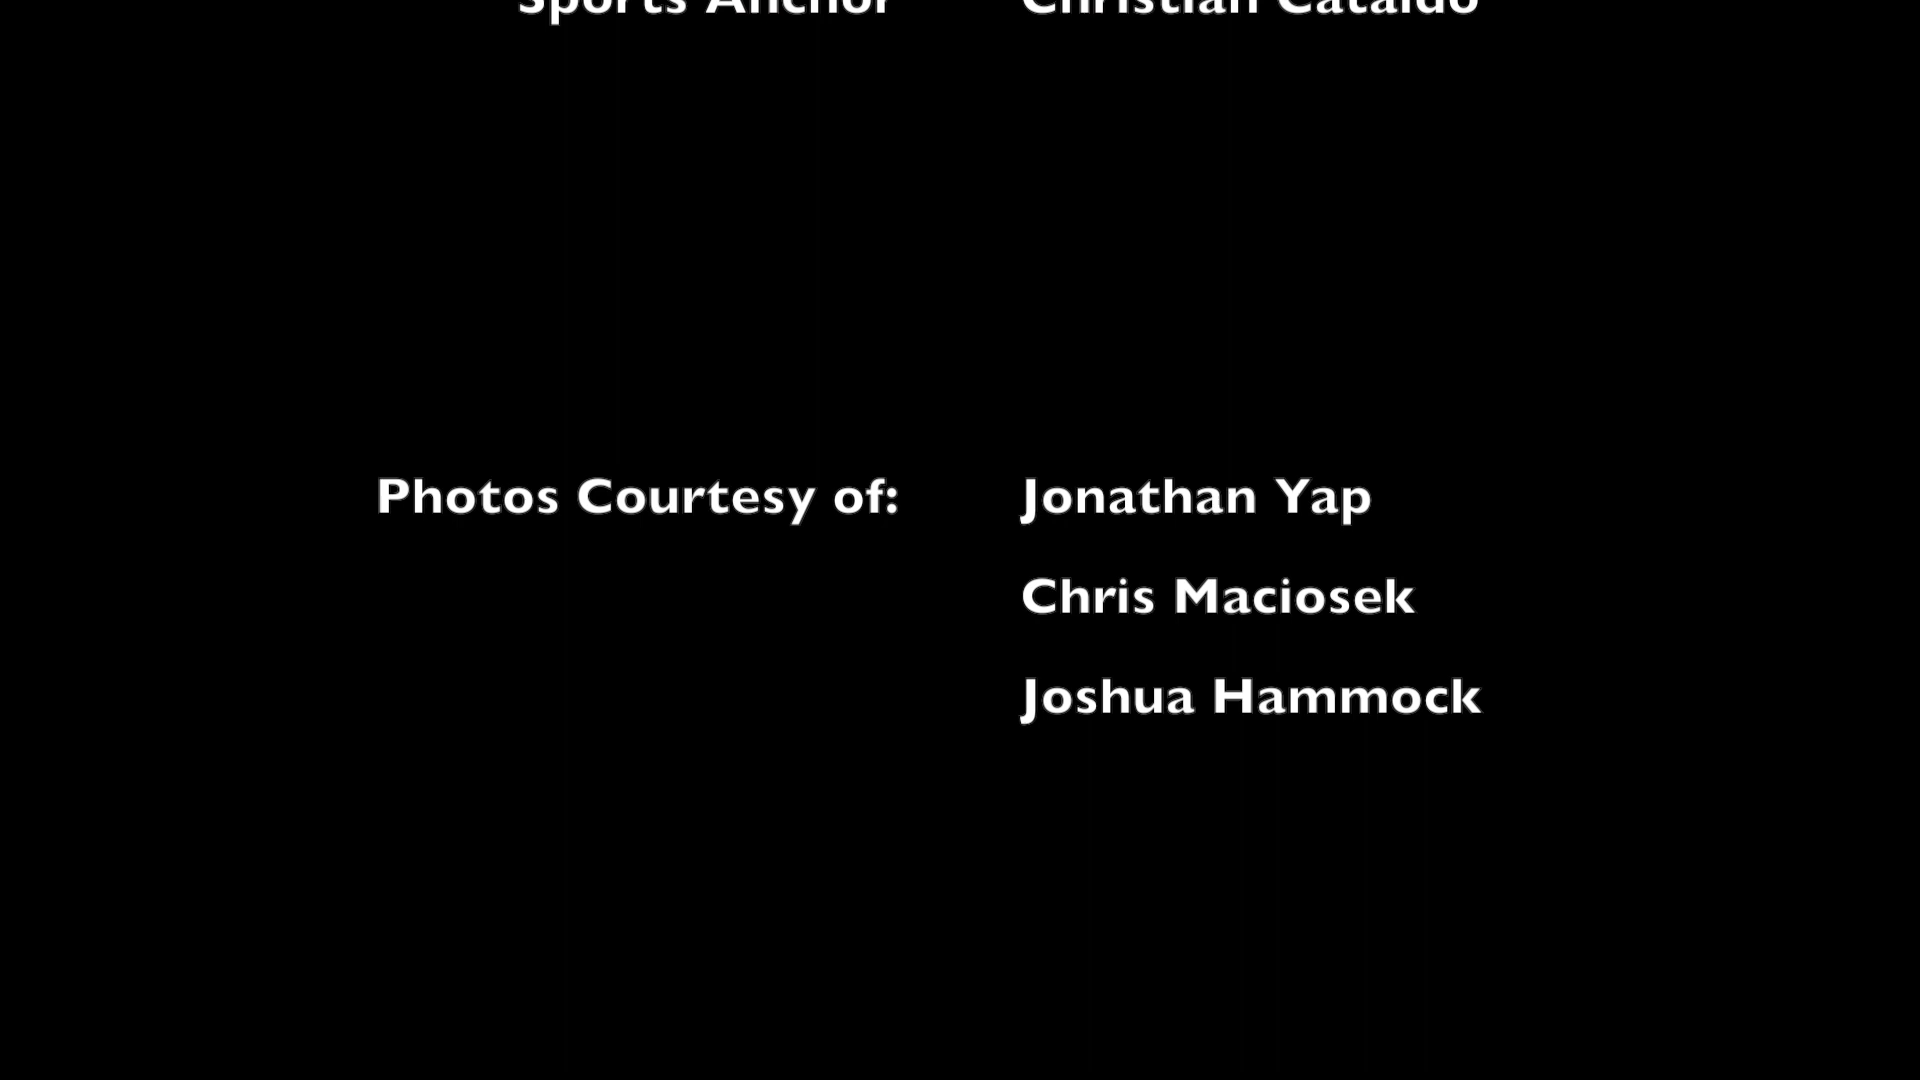 Sports Anchor Christian Cataldo
Photos Courtesy of: Jonathan Yap
Chris Maciosek
Joshua Hammock